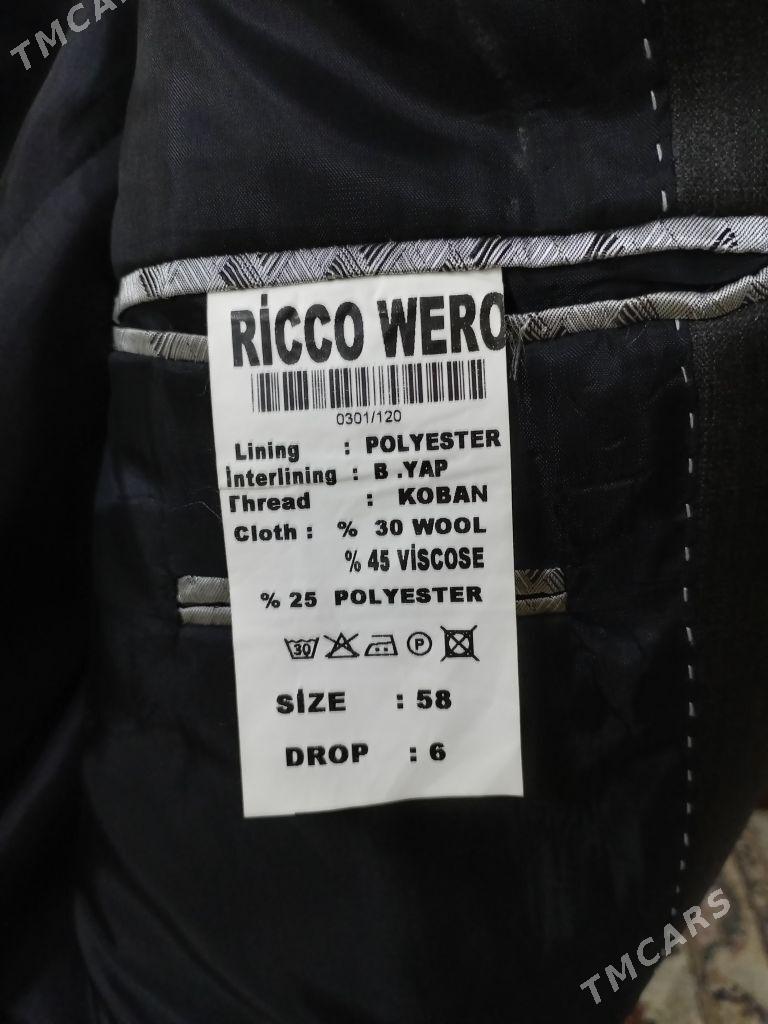 TMCARS
RİCCO WERO
0301/120
Lining : POLYESTER
İnterlining : B .YAP
Thread : KOBAN
Cloth : % 30 WOOL
% 45 VİSCOSE
% 25 POLYESTER
30 P
SİZE : 58
DROP : 6
TMCARS